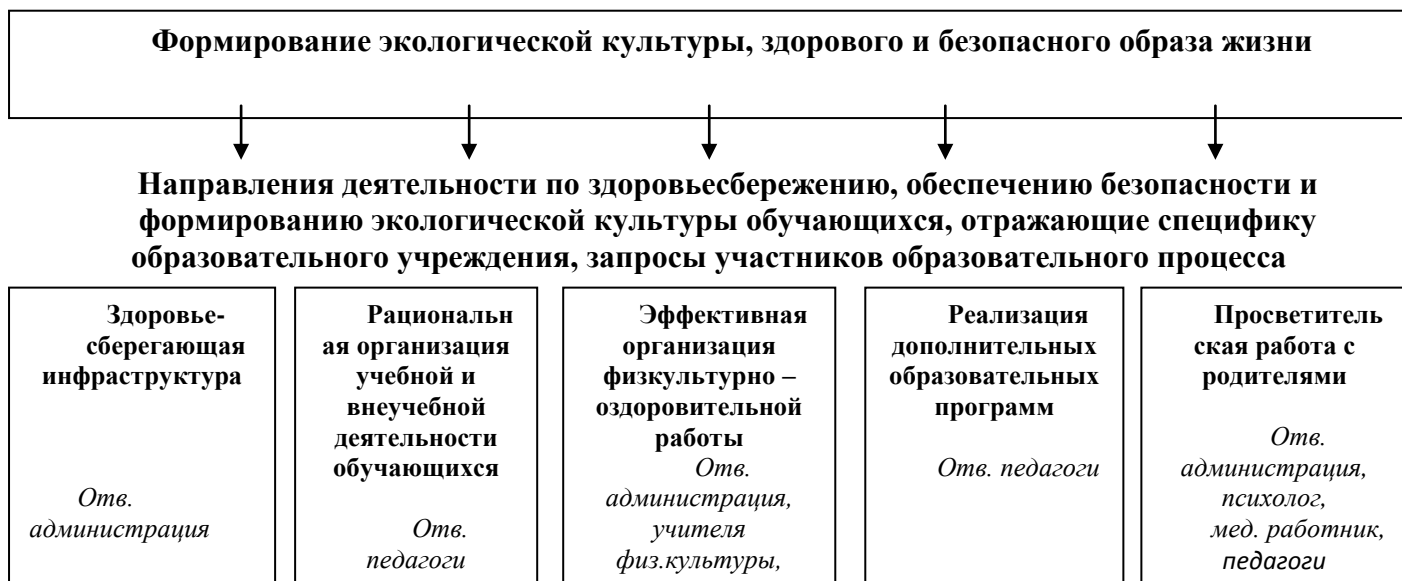 Формирование экологической культуры, здорового и безопасного образа жизни
Направления деятельности по здоровьесбережению, обеспечению безопасности и
формированию экологической культуры обучающихся, отражающие специфику
образовательного учреждения, запросы участников образовательного процесса
Здоровье-
сберегающая
инфраструктура
Отв.
администрация
Рациональн
ая организация
учебной и
внеучебной
деятельности
обучающихся
Отв.
педагоги
Эффективная
организация
физкультурно –
оздоровительной
работы
Отв.
администрация,
учителя
физ.культуры,
Реализация
дополнительных
образовательных
программ
Отв. педагоги
Просветитель
ская работа с
родителями
Отв.
администрация,
психолог,
мед. работник,
педагоги